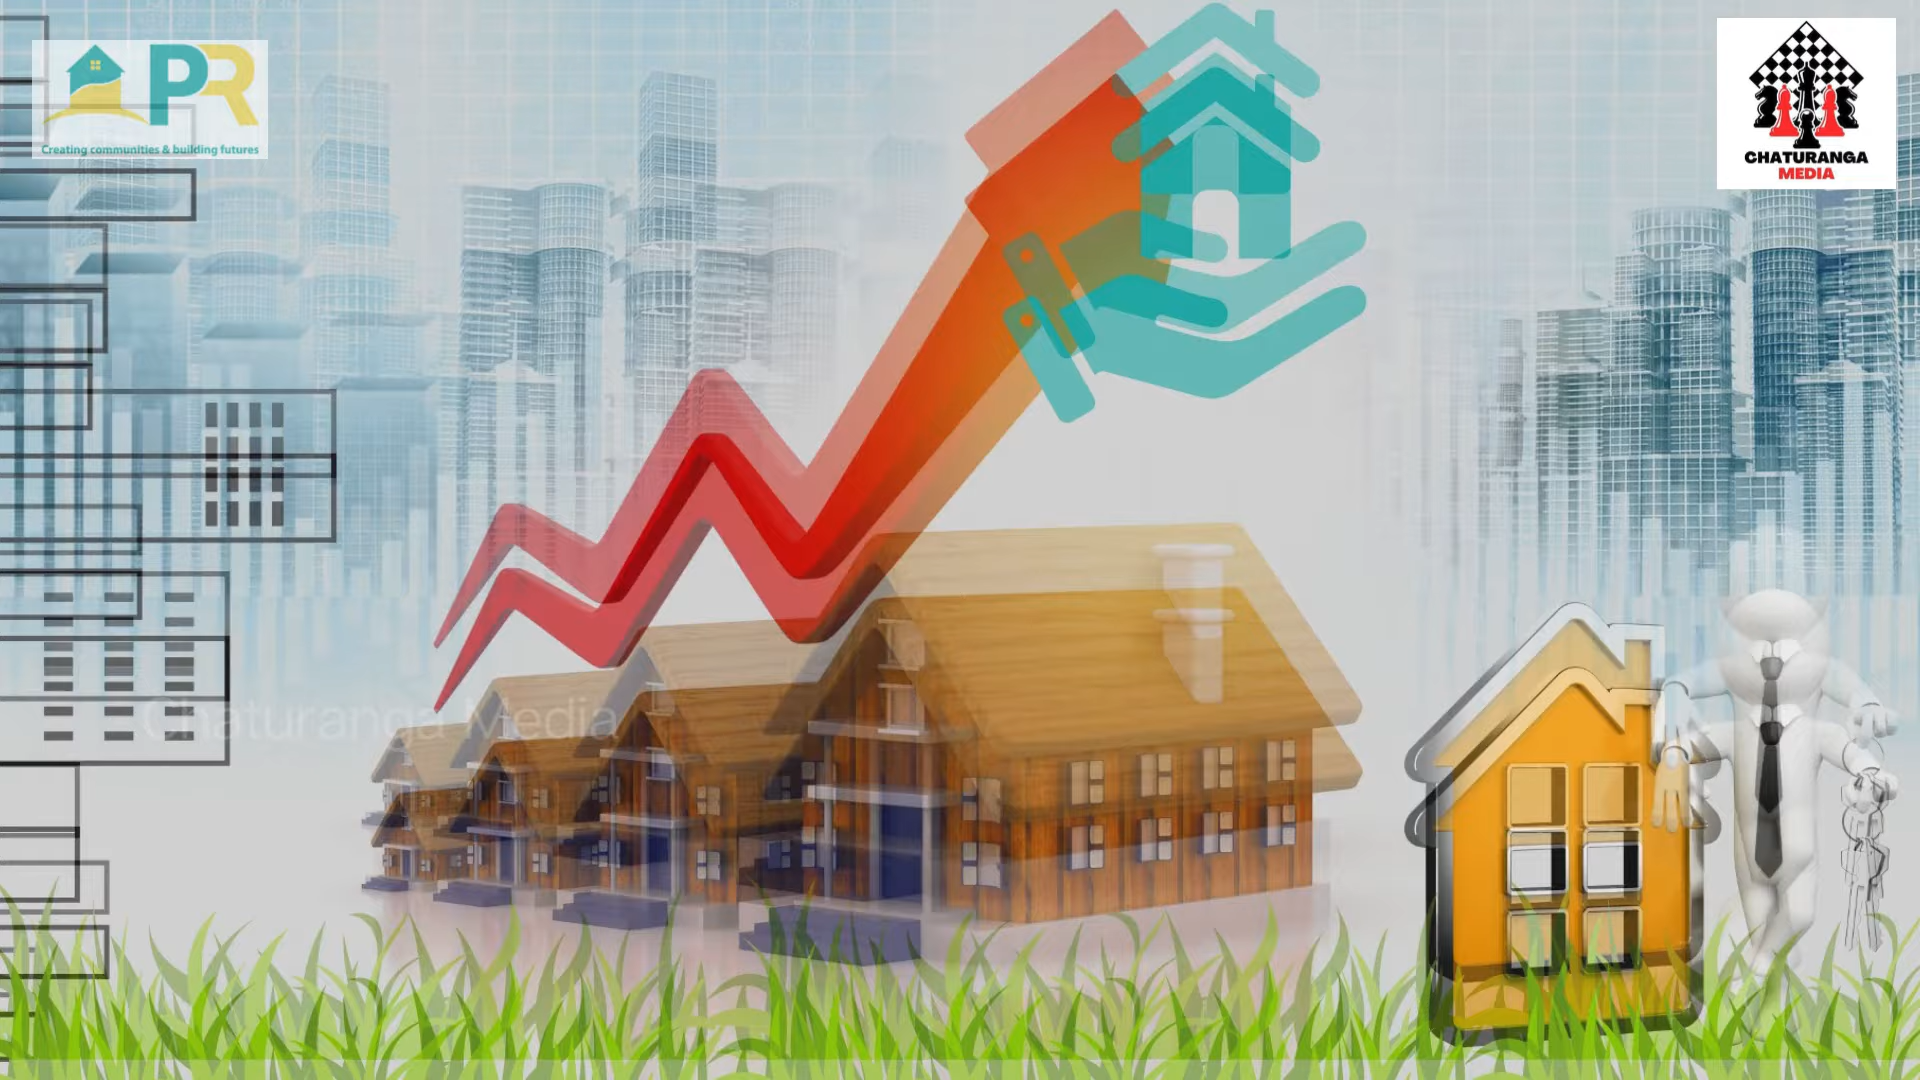 PR
Creating communities & building futures
CHATURANGA
MEDIA
Chaturanga Media